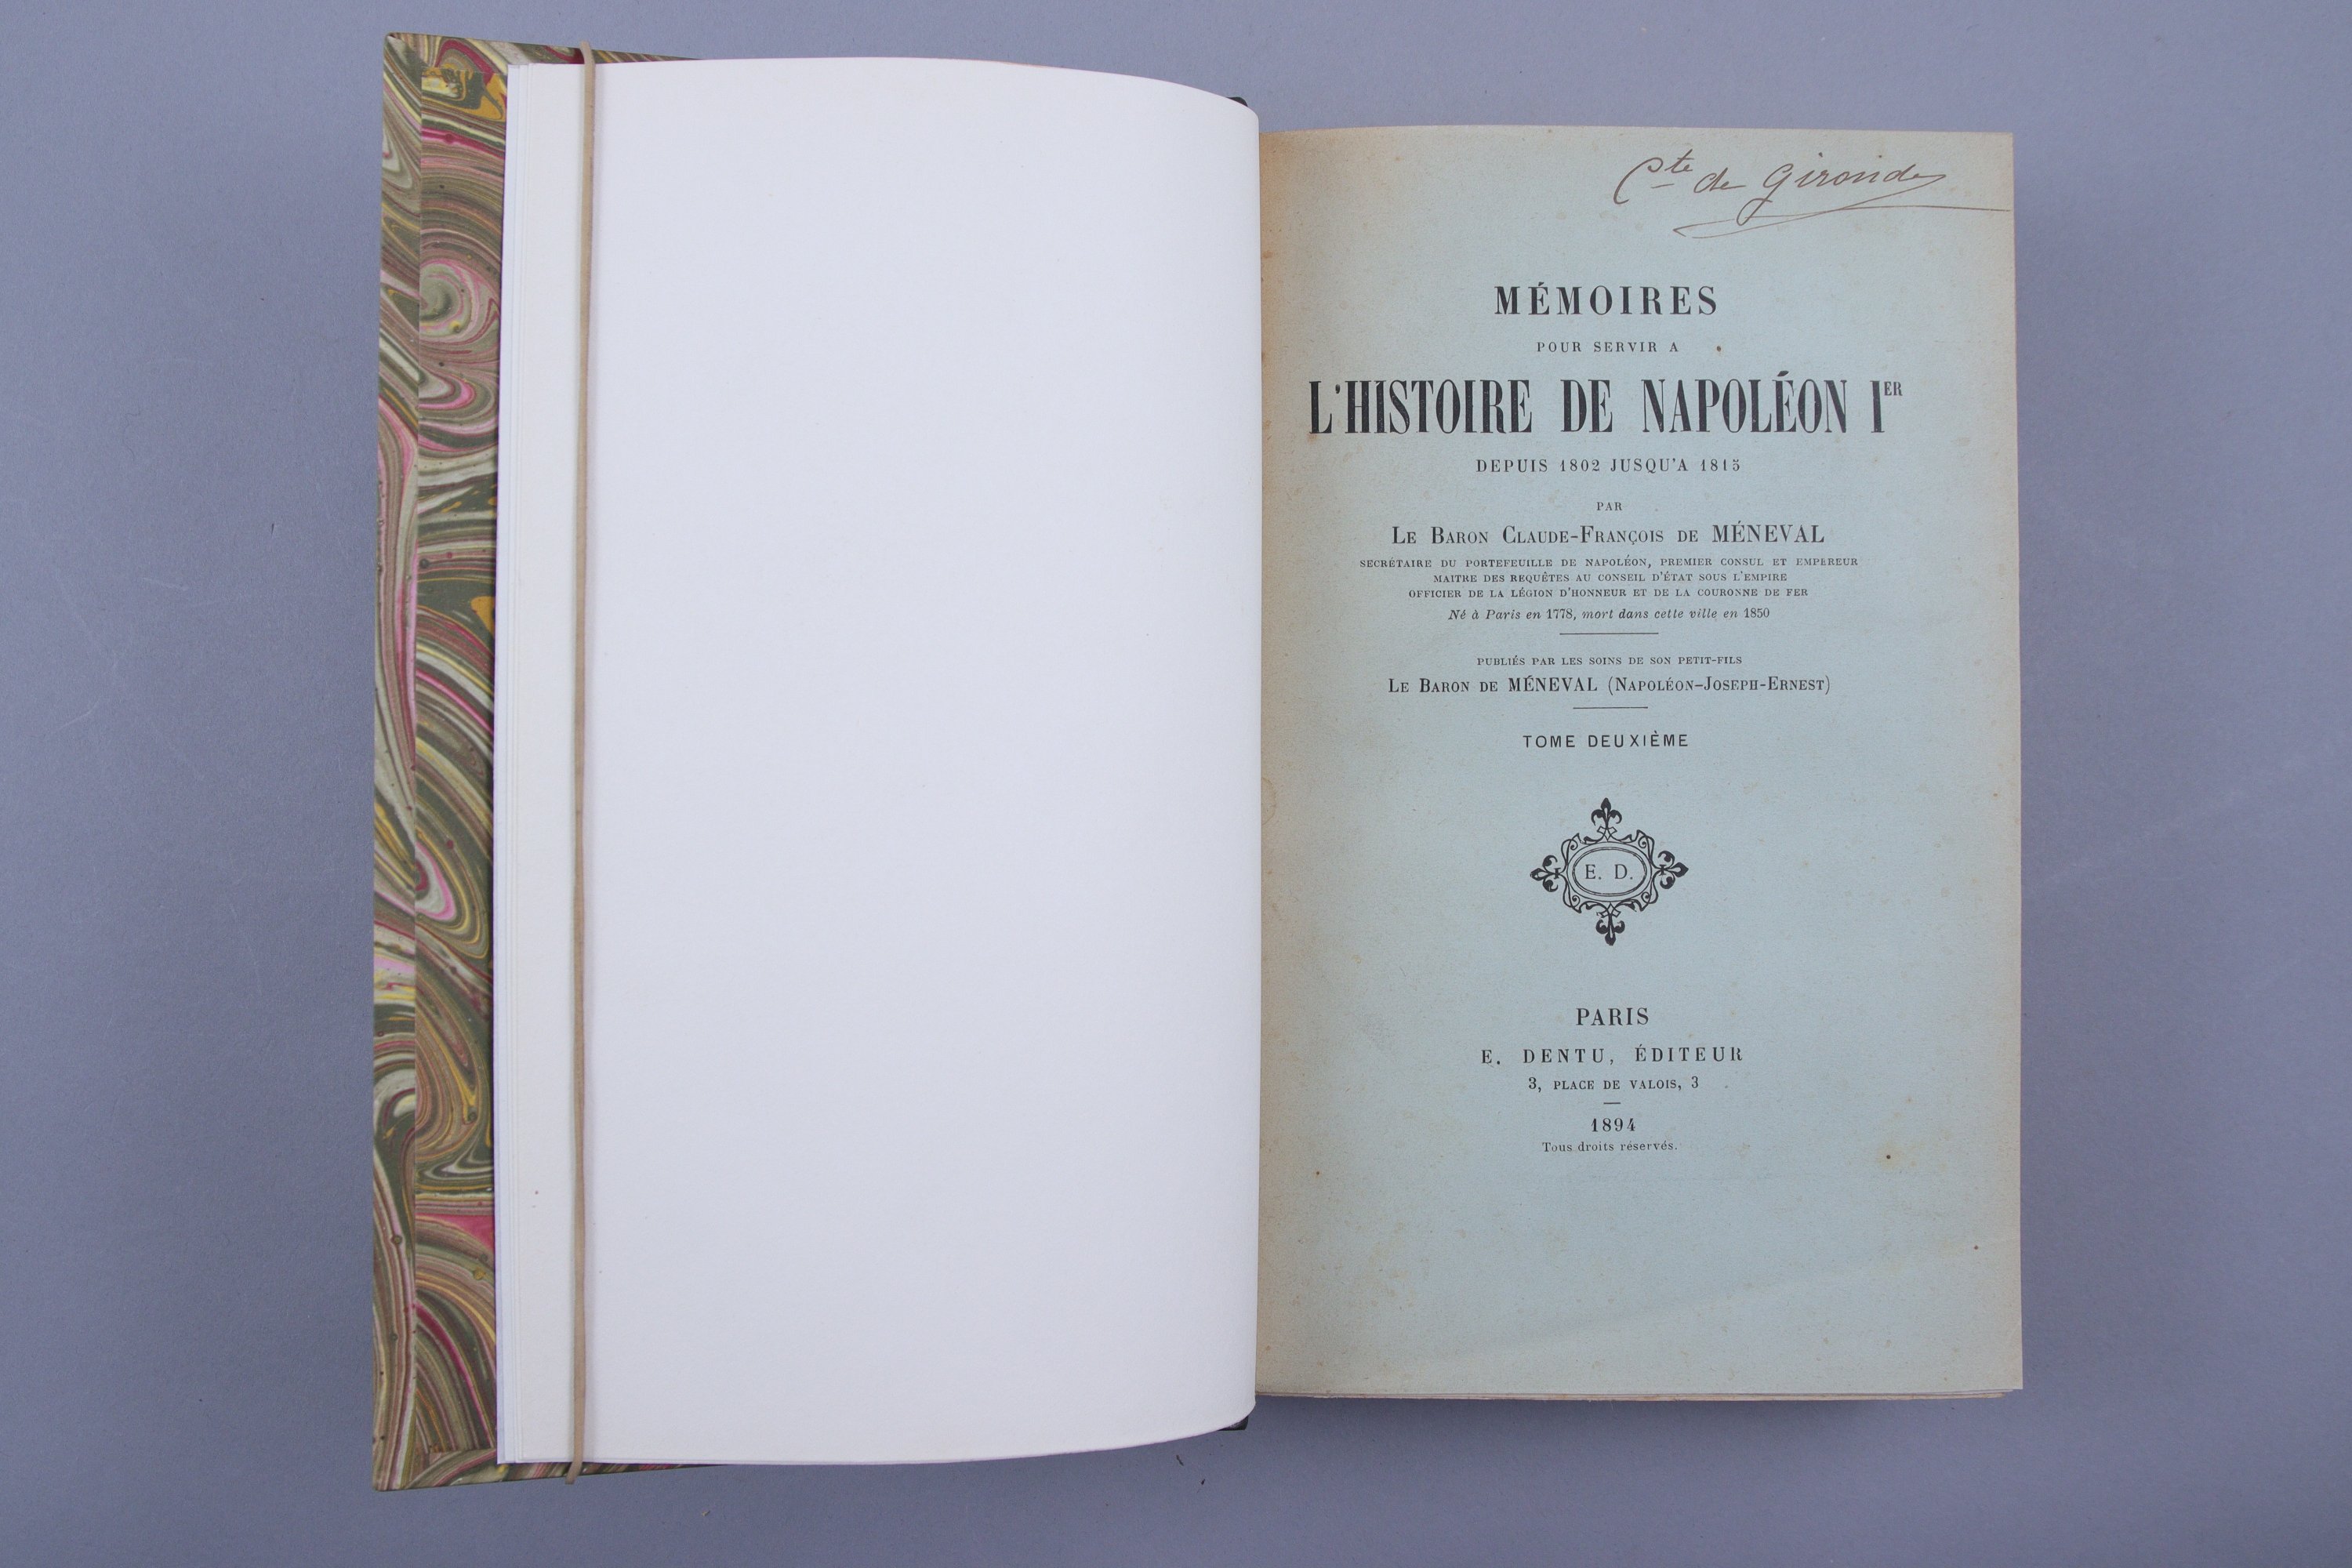 Cte de Gironde
MÉMOIRES
POUR SERVIR A
L'HISTOIRE DE NAPOLÉON IER
DEPUIS 1802 JUSQU'A 1815
PAR
LE BARON CLAUDE-FRANÇOIS DE MÉNEVAL
SECRÉTAIRE DU PORTEFEUILLE DE NAPOLÉON, PREMIER CONSUL ET EMPEREUR
MAITRE DES REQUÊTES AU CONSEIL D'ÉTAT SOUS L'EMPIRE
OFFICIER DE LA LÉGION D'HONNEUR ET DE LA COURONNE DE FER
Né à Paris en 1778, mort dans cette ville en 1850
PUBLIÉS PAR LES SOINS DE SON PETIT-FILS
LE BARON DE MÉNEVAL (NAPOLÉON-JOSEPH-ERNEST)
TOME DEUXIÈME
E. D.
PARIS
E. DENTU, ÉDITEUR
3, PLACE DE VALOIS, 3
1894
Tous droits réservés.